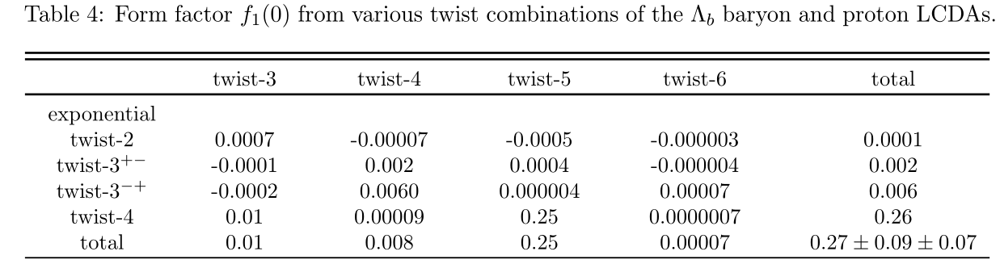 Table 4: Form factor f₁(0) from various twist combinations of the Λ_b baryon and proton LCDAs.
twist-3 twist-4 twist-5 twist-6 total
exponential
twist-2 0.0007 -0.00007 -0.0005 -0.000003 0.0001
twist-3⁺⁻ -0.0001 0.002 0.0004 -0.000004 0.002
twist-3⁻⁺ -0.0002 0.0060 0.000004 0.00007 0.006
twist-4 0.01 0.00009 0.25 0.0000007 0.26
total 0.01 0.008 0.25 0.00007 0.27 ± 0.09 ± 0.07